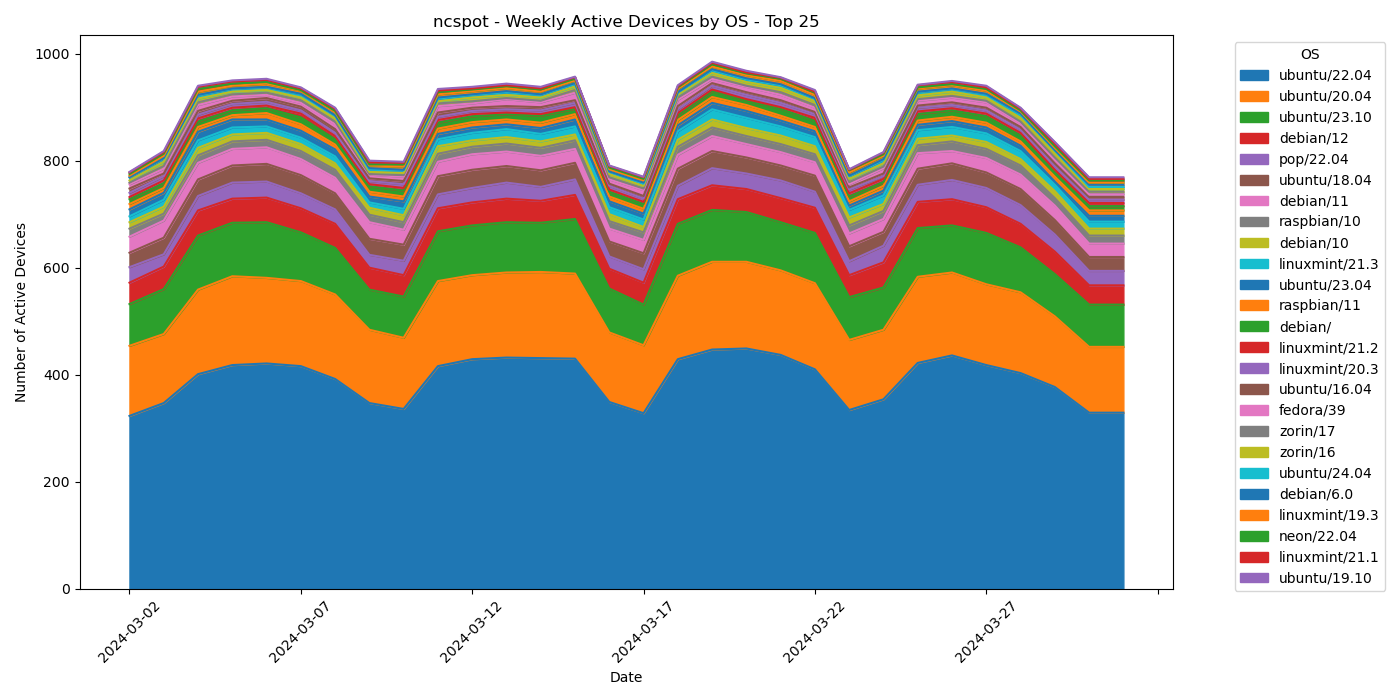 ncspot - Weekly Active Devices by OS - Top 25
Number of Active Devices
1000
800
600
400
200
0
2024-03-02
2024-03-07
2024-03-12
2024-03-17
2024-03-22
2024-03-27
Date
OS
ubuntu/22.04
ubuntu/20.04
ubuntu/23.10
debian/12
pop/22.04
ubuntu/18.04
debian/11
raspbian/10
debian/10
linuxmint/21.3
ubuntu/23.04
raspbian/11
debian/
linuxmint/21.2
linuxmint/20.3
ubuntu/16.04
fedora/39
zorin/17
zorin/16
ubuntu/24.04
debian/6.0
linuxmint/19.3
neon/22.04
linuxmint/21.1
ubuntu/19.10